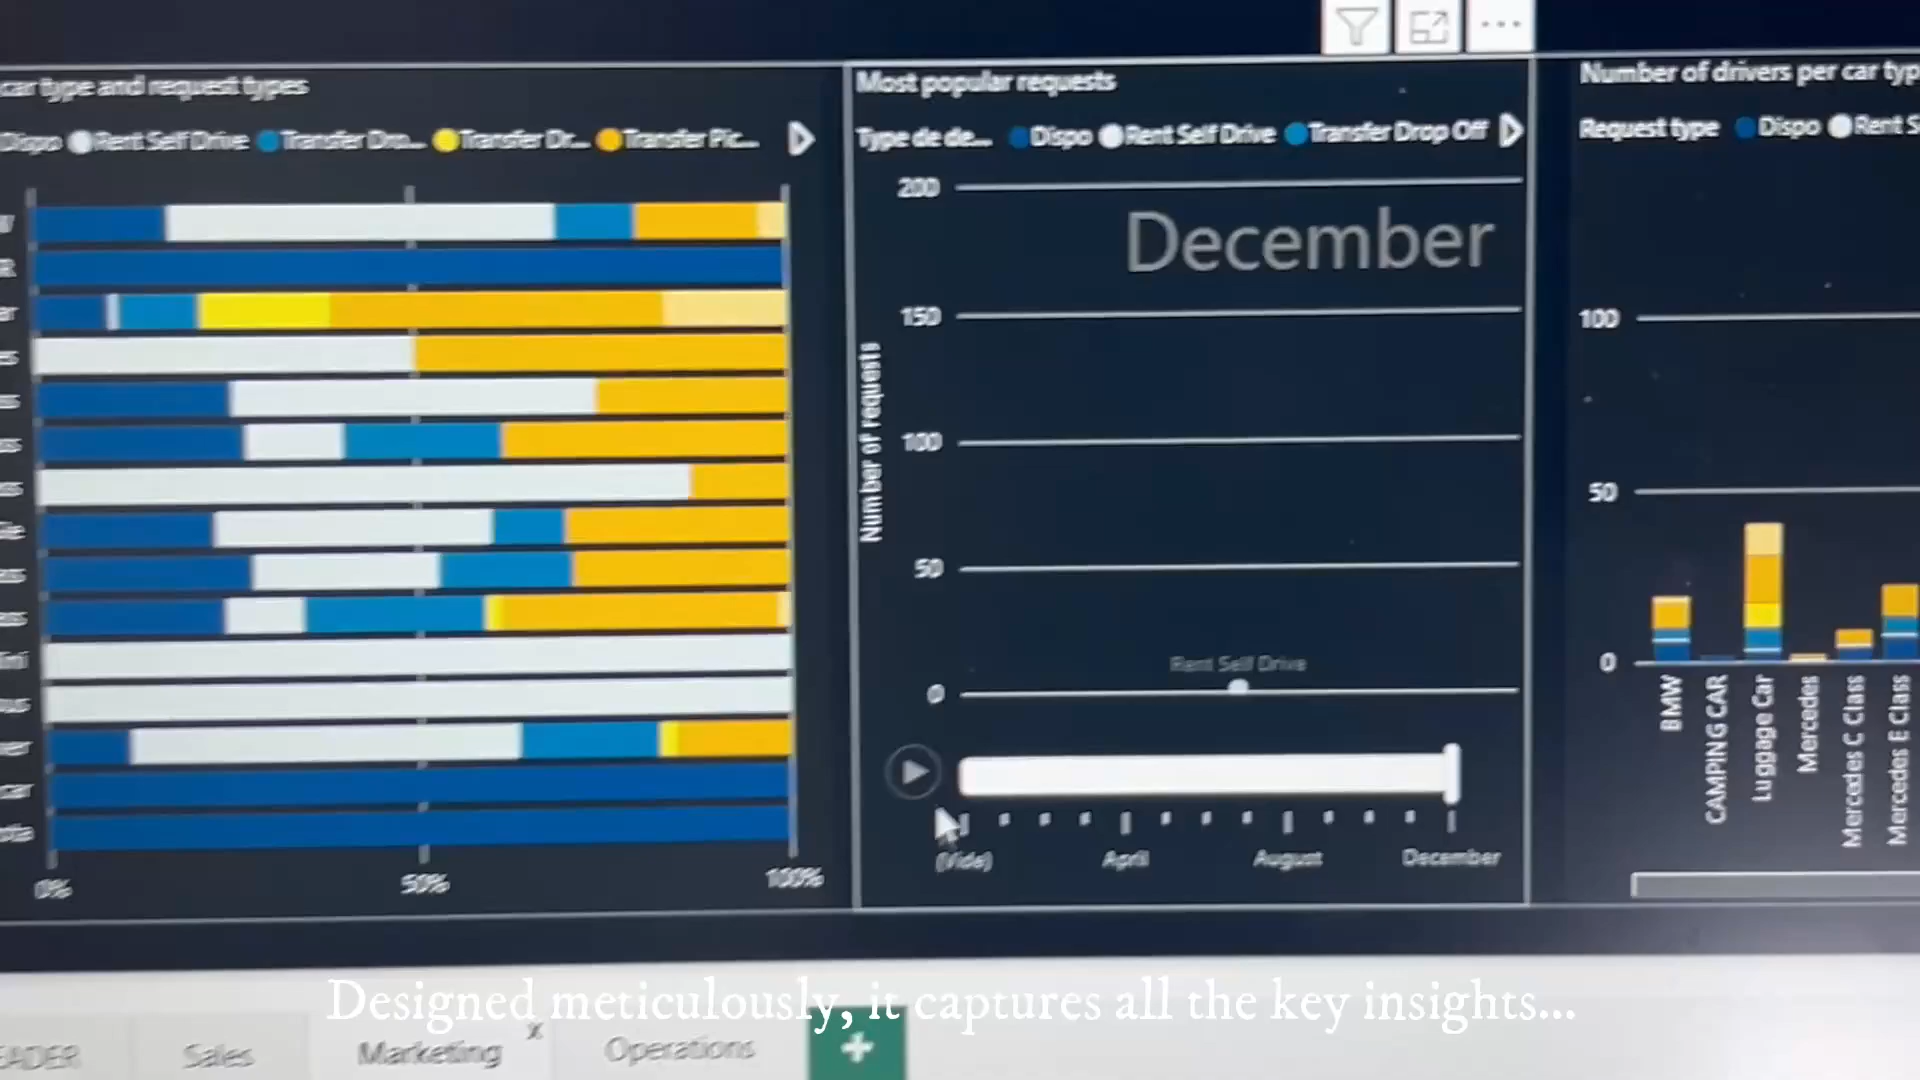 car type and request types
Dispo Rent Self Drive Transfer Dro... Transfer Dr... Transfer Pic...
0% 50% 100%
Most popular requests
Type de de... Dispo Rent Self Drive Transfer Drop Off
200
December
150
100
50
0
Number of requests
Rent Self Drive
(Vide) April August December
Number of drivers per car typ
Request type Dispo Rent S
100
50
0
BMW
CAMPING CAR
Luggage Car
Mercedes
Mercedes C Class
Mercedes E Class
Designed meticulously, it captures all the key insights...
EADER Sales Marketing x Operations +